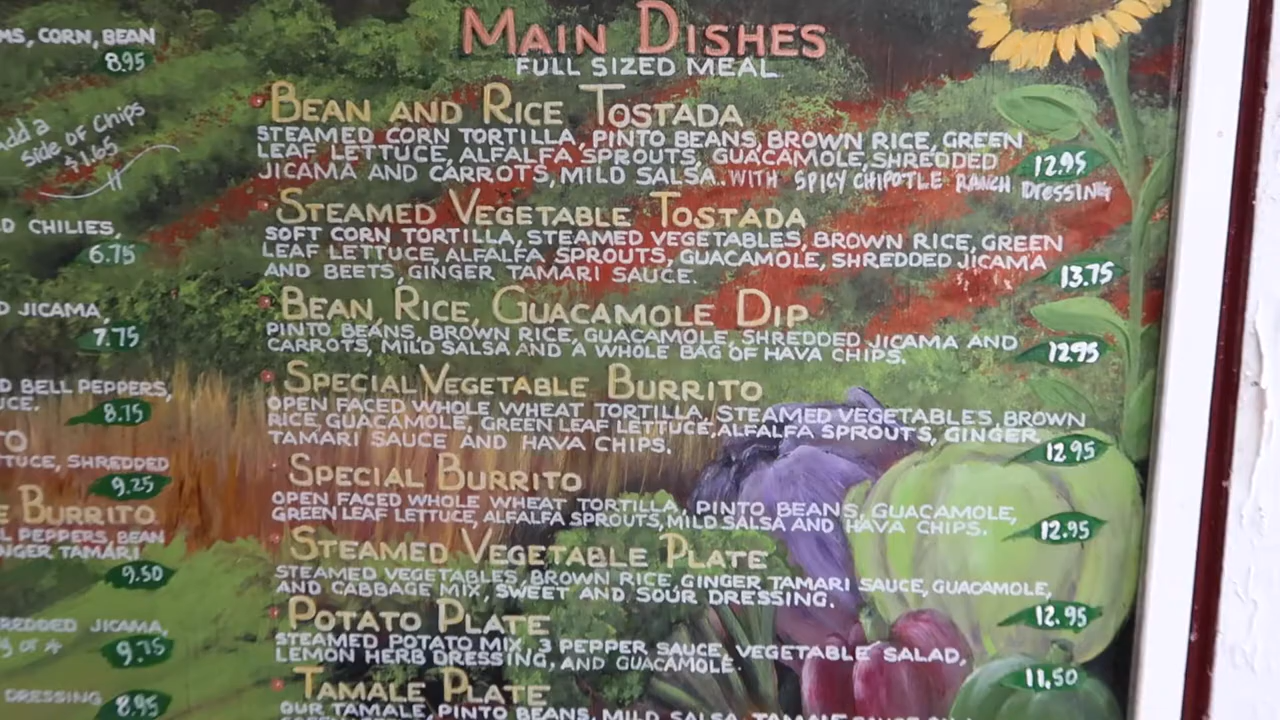 MS, CORN, BEAN
8.95
Add a
side of Chips
$1.65
D CHILIES,
6.75
D JICAMA,
7.75
D BELL PEPPERS,
UCE.
8.75
TO
TTUCE, SHREDDED
9.25
E BURRITO
L PEPPERS, BEAN
NGER TAMARI
9.50
REDDED JICAMA,
9.75
DRESSING
8.95
MAIN DISHES
FULL SIZED MEAL
BEAN AND RICE TOSTADA
STEAMED CORN TORTILLA, PINTO BEANS, BROWN RICE, GREEN
LEAF LETTUCE, ALFALFA SPROUTS, GUACAMOLE, SHREDDED
JICAMA AND CARROTS, MILD SALSA. WITH SPICY CHIPOTLE RANCH DRESSING
12.95
STEAMED VEGETABLE TOSTADA
SOFT CORN TORTILLA, STEAMED VEGETABLES, BROWN RICE, GREEN
LEAF LETTUCE, ALFALFA SPROUTS, GUACAMOLE, SHREDDED JICAMA
AND BEETS, GINGER TAMARI SAUCE.
13.75
BEAN, RICE, GUACAMOLE DIP
PINTO BEANS, BROWN RICE, GUACAMOLE, SHREDDED JICAMA AND
CARROTS, MILD SALSA AND A WHOLE BAG OF HAVA CHIPS.
12.95
SPECIAL VEGETABLE BURRITO
OPEN FACED WHOLE WHEAT TORTILLA, STEAMED VEGETABLES, BROWN
RICE, GUACAMOLE, GREEN LEAF LETTUCE, ALFALFA SPROUTS, GINGER
TAMARI SAUCE AND HAVA CHIPS.
12.95
SPECIAL BURRITO
OPEN FACED WHOLE WHEAT TORTILLA, PINTO BEANS, GUACAMOLE,
GREEN LEAF LETTUCE, ALFALFA SPROUTS, MILD SALSA AND HAVA CHIPS.
12.95
STEAMED VEGETABLE PLATE
STEAMED VEGETABLES, BROWN RICE, GINGER TAMARI SAUCE, GUACAMOLE,
AND CABBAGE MIX, SWEET AND SOUR DRESSING.
12.95
POTATO PLATE
STEAMED POTATO MIX, 3 PEPPER SAUCE, VEGETABLE SALAD,
LEMON HERB DRESSING, AND GUACAMOLE.
11.50
TAMALE PLATE
OUR TAMALE, PINTO BEANS, MILD SALSA, TAMALE